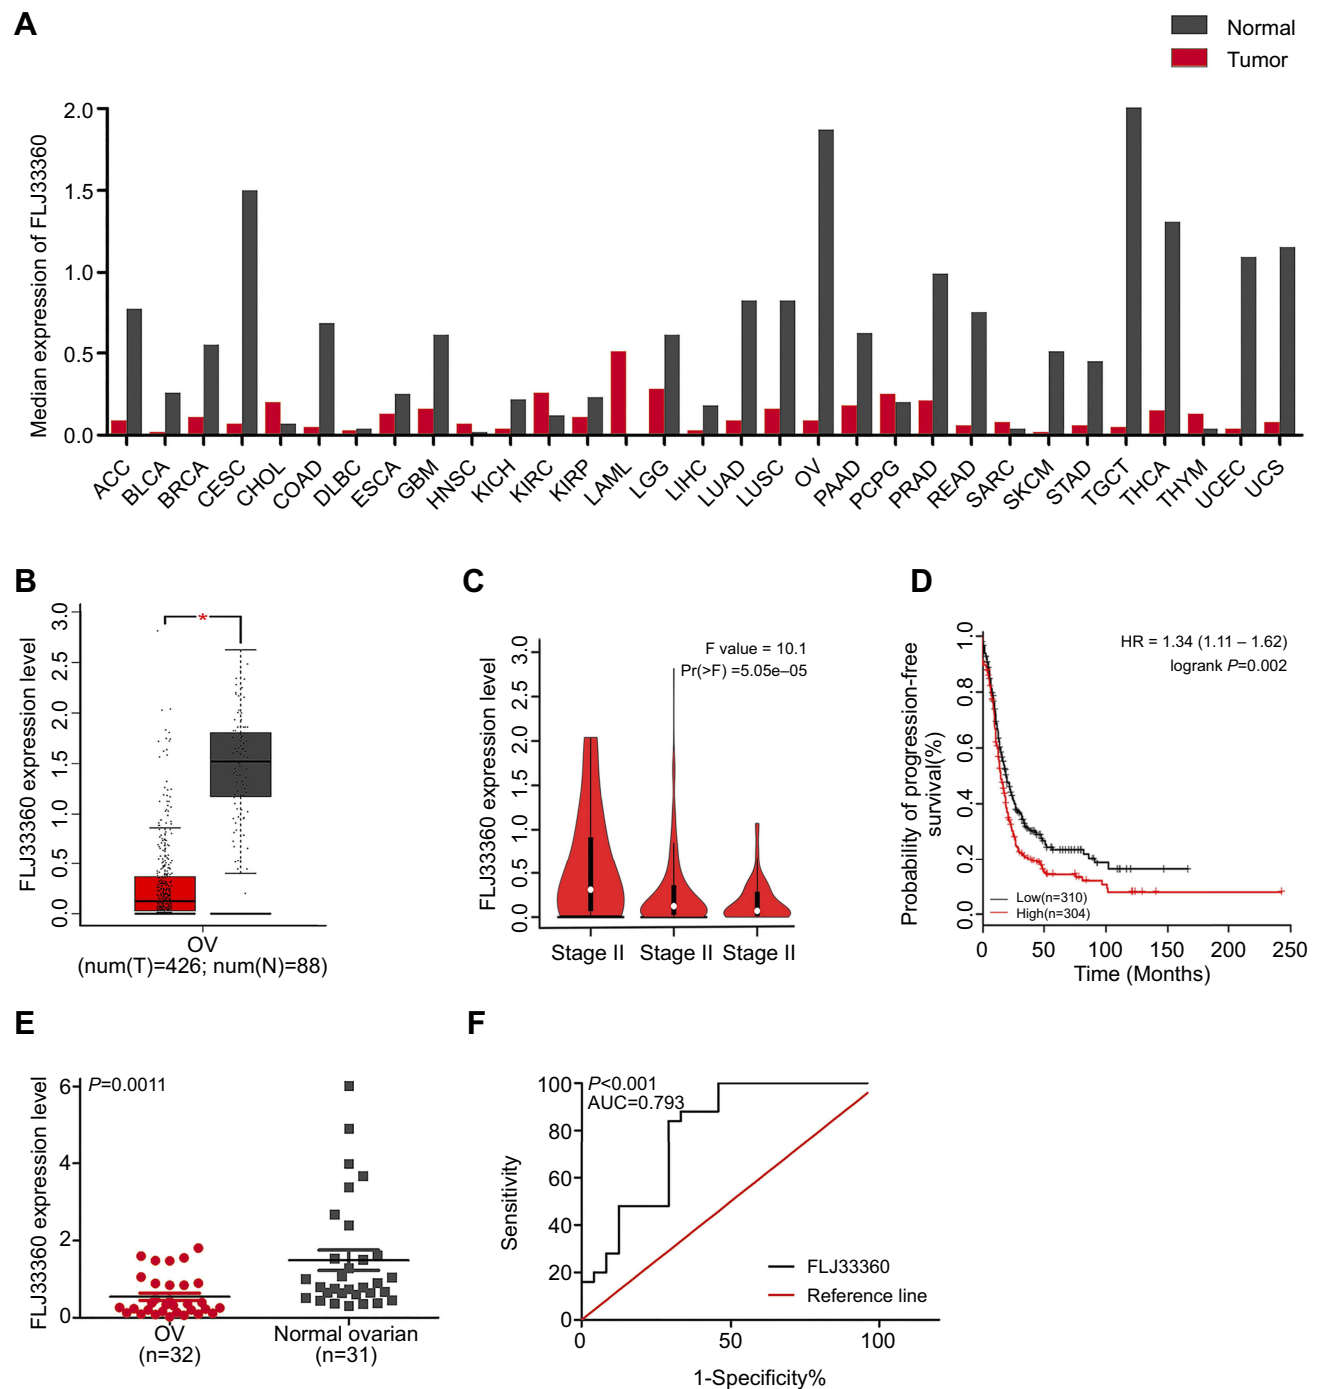 A
Normal
Tumor
Median expression of FLJ33360
2.0
1.5
1.0
0.5
0.0
ACC BLCA BRCA CESC CHOL COAD DLBC ESCA GBM HNSC KICH KIRC KIRP LAML LGG LIHC LUAD LUSC OV PAAD PCPG PRAD READ SARC SKCM STAD TGCT THCA THYM UCEC UCS
B
FLJ33360 expression level
3.0
2.5
2.0
1.5
1.0
0.5
0.0
*
OV
(num(T)=426; num(N)=88)
C
FLJ33360 expression level
3.0
2.5
2.0
1.5
1.0
0.5
0.0
F value = 10.1
Pr(>F) =5.05e–05
Stage II Stage II Stage II
D
Probability of progression-free
survival(%)
1.0
0.8
0.6
0.4
0.2
0.0
HR = 1.34 (1.11 – 1.62)
logrank P=0.002
Low(n=310)
High(n=304)
0 50 100 150 200 250
Time (Months)
E
FLJ33360 expression level
6
4
2
0
P=0.0011
OV Normal ovarian
(n=32) (n=31)
F
Sensitivity
100
80
60
40
20
0
P<0.001
AUC=0.793
FLJ33360
Reference line
0 50 100
1-Specificity%